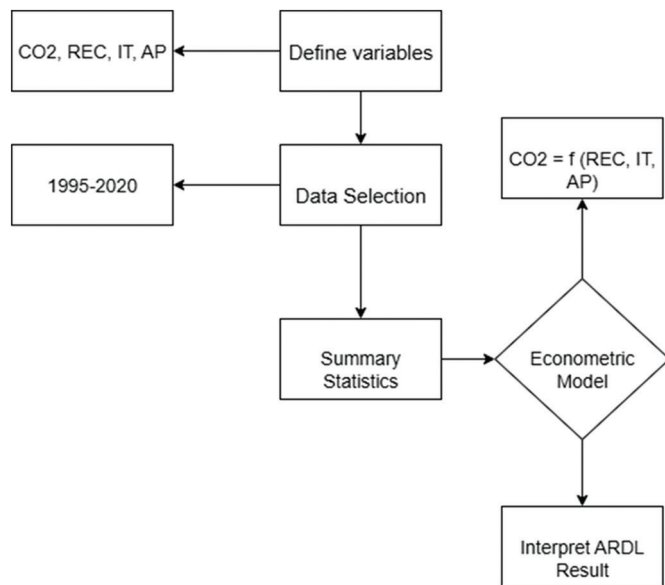 CO2, REC, IT, AP
Define variables
1995-2020
Data Selection
CO2 = f (REC, IT,
AP)
Summary
Statistics
Econometric
Model
Interpret ARDL
Result